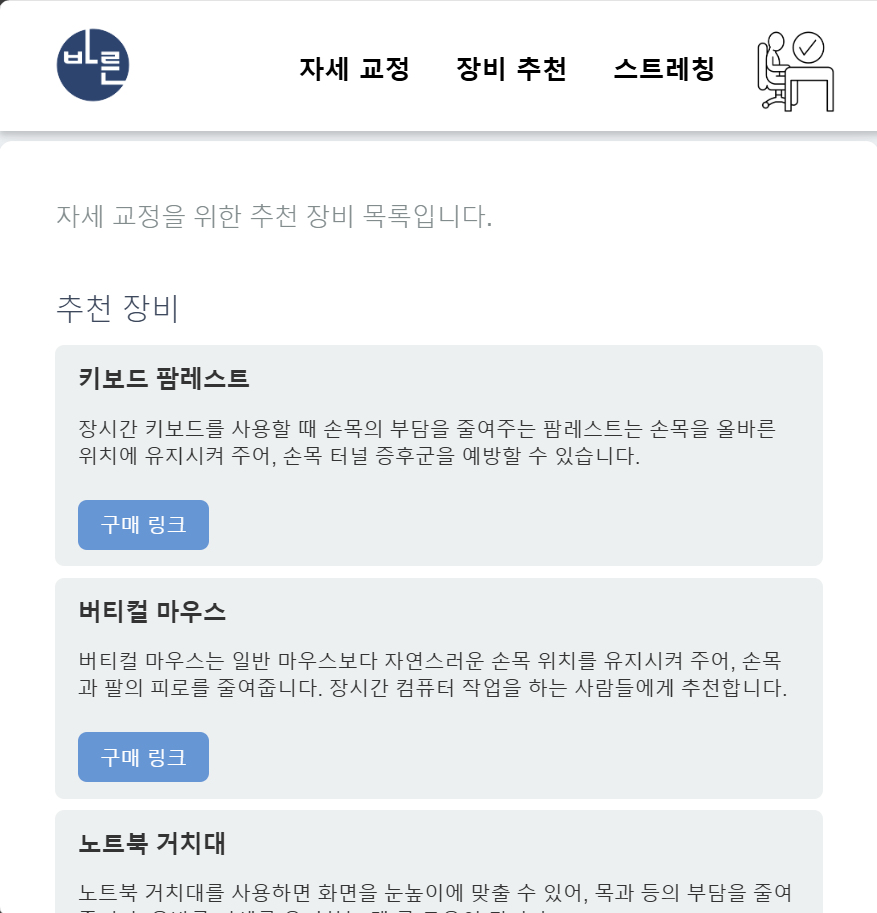 바른
자세 교정
장비 추천
스트레칭
자세 교정을 위한 추천 장비 목록입니다.
추천 장비
키보드 팜레스트
장시간 키보드를 사용할 때 손목의 부담을 줄여주는 팜레스트는 손목을 올바른
위치에 유지시켜 주어, 손목 터널 증후군을 예방할 수 있습니다.
구매 링크
버티컬 마우스
버티컬 마우스는 일반 마우스보다 자연스러운 손목 위치를 유지시켜 주어, 손목
과 팔의 피로를 줄여줍니다. 장시간 컴퓨터 작업을 하는 사람들에게 추천합니다.
구매 링크
노트북 거치대
노트북 거치대를 사용하면 화면을 눈높이에 맞출 수 있어, 목과 등의 부담을 줄여